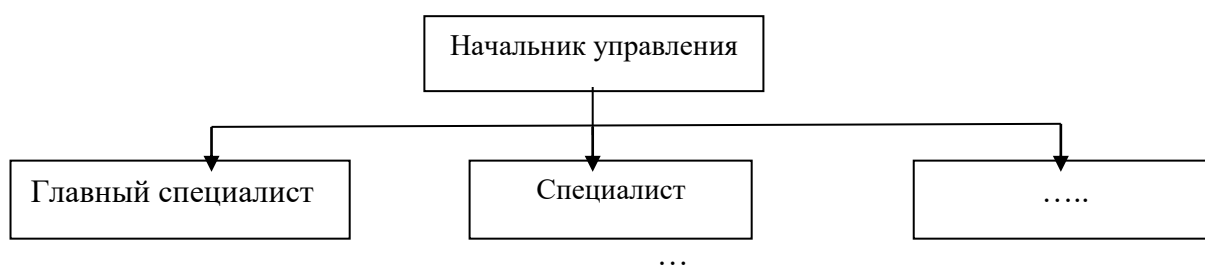 Начальник управления
Главный специалист
Специалист
…..
…